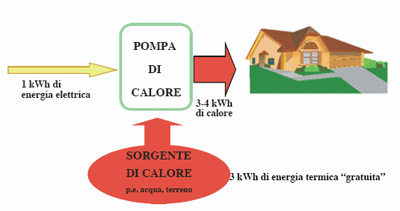 POMPA
DI
CALORE
1 kWh di
energia elettrica
3-4 kWh
di calore
SORGENTE
DI CALORE
p.e. acqua, terreno
3 kWh di energia termica “gratuita”